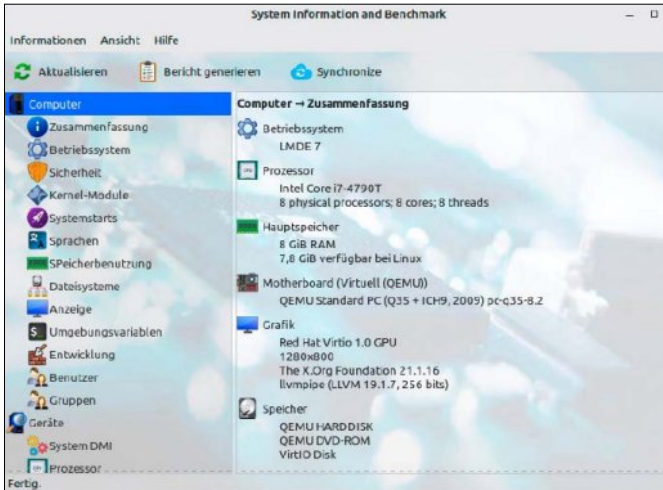 System Information and Benchmark
Informationen Ansicht Hilfe
Aktualisieren Bericht generieren Synchronize
Computer
Zusammenfassung
Betriebssystem
Sicherheit
Kernel-Module
Systemstarts
Sprachen
SPeicherbenutzung
Dateisysteme
Anzeige
Umgebungsvariablen
Entwicklung
Benutzer
Gruppen
Geräte
System DMI
Prozessor
Computer → Zusammenfassung
Betriebssystem
LMDE 7
Prozessor
Intel Core i7-4790T
8 physical processors; 8 cores; 8 threads
Hauptspeicher
8 GiB RAM
7,8 GiB verfügbar bei Linux
Motherboard (Virtuell (QEMU))
QEMU Standard PC (Q35 + ICH9, 2009) pc-q35-8.2
Grafik
Red Hat Virtio 1.0 GPU
1280x800
The X.Org Foundation 21.1.16
llvmpipe (LLVM 19.1.7, 256 bits)
Speicher
QEMU HARDDISK
QEMU DVD-ROM
VirtIO Disk
Fertig.